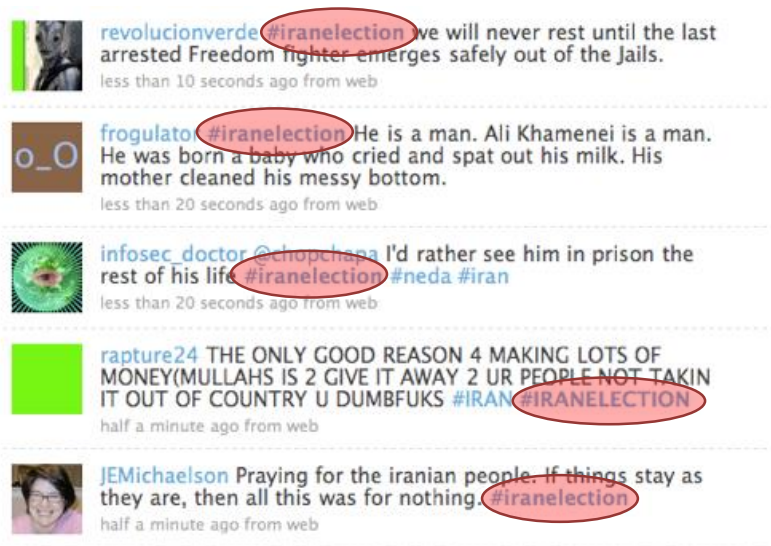 revolucionverde #iranelection we will never rest until the last
arrested Freedom fighter emerges safely out of the Jails.
less than 10 seconds ago from web
frogulator #iranelection He is a man. Ali Khamenei is a man.
o_O
He was born a baby who cried and spat out his milk. His
mother cleaned his messy bottom.
less than 20 seconds ago from web
infosec_doctor @chopchapa I'd rather see him in prison the
rest of his life #iranelection #neda #iran
less than 20 seconds ago from web
rapture24 THE ONLY GOOD REASON 4 MAKING LOTS OF
MONEY(MULLAHS IS 2 GIVE IT AWAY 2 UR PEOPLE NOT TAKIN
IT OUT OF COUNTRY U DUMBFUKS #IRAN #IRANELECTION
half a minute ago from web
JEMichaelson Praying for the iranian people. If things stay as
they are, then all this was for nothing. #iranelection
half a minute ago from web